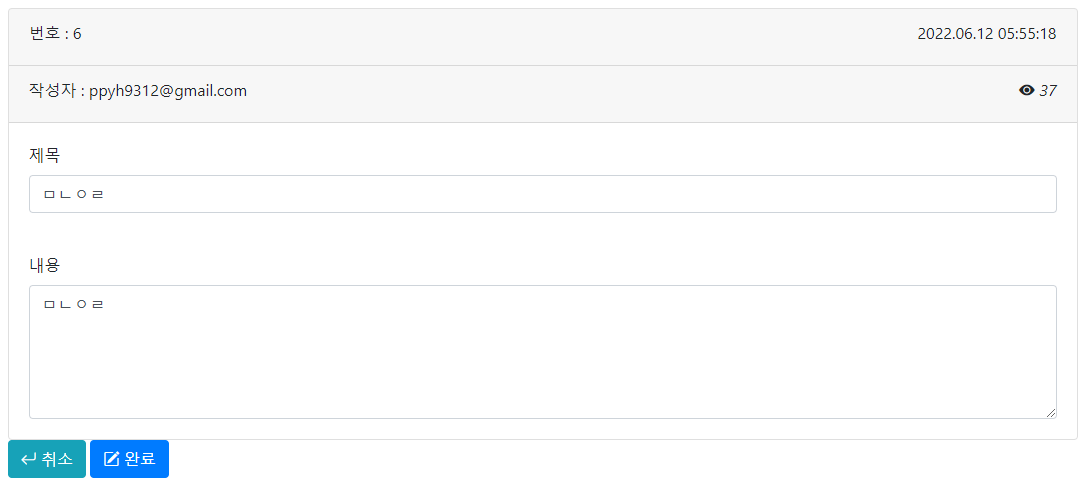 번호 : 6 2022.06.12 05:55:18
작성자 : ppyh9312@gmail.com 37
제목
ㅁㄴㅇㄹ
내용
ㅁㄴㅇㄹ
취소 완료